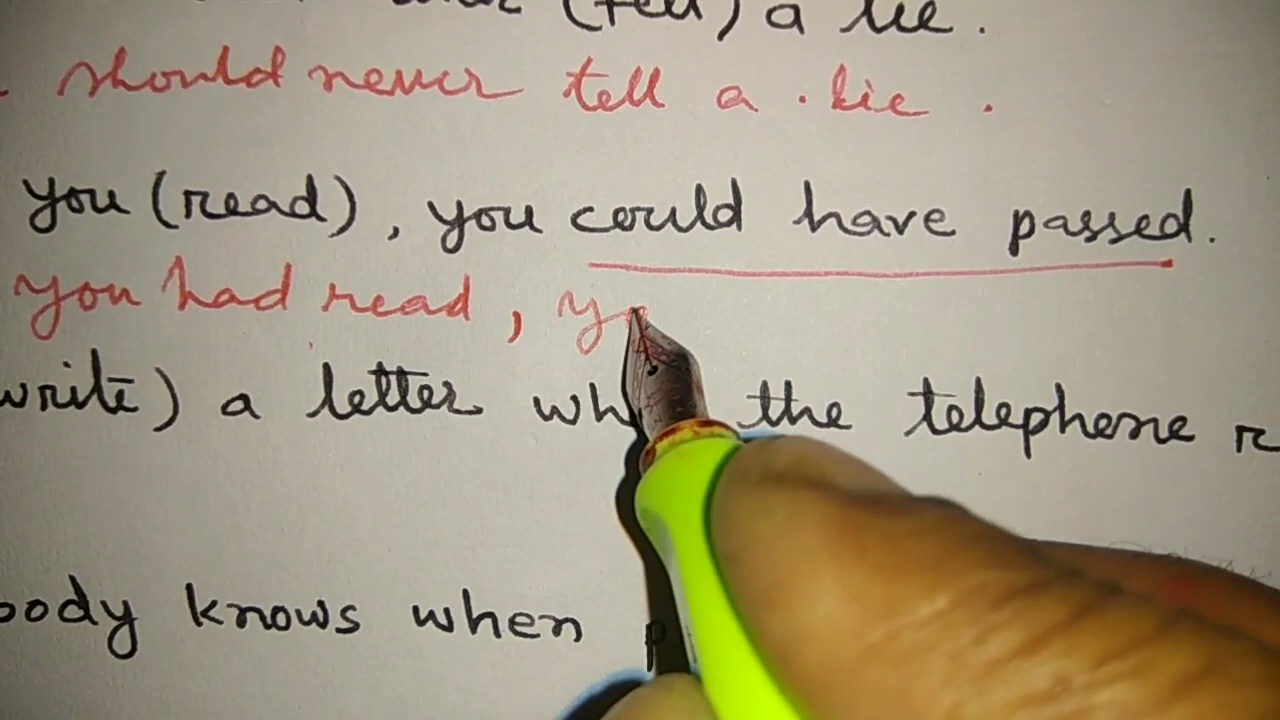 (tell) a lie.
should never tell a . lie .
you (read), you could have passed.
you had read, yo
write) a letter wh the telephone r
body knows when p